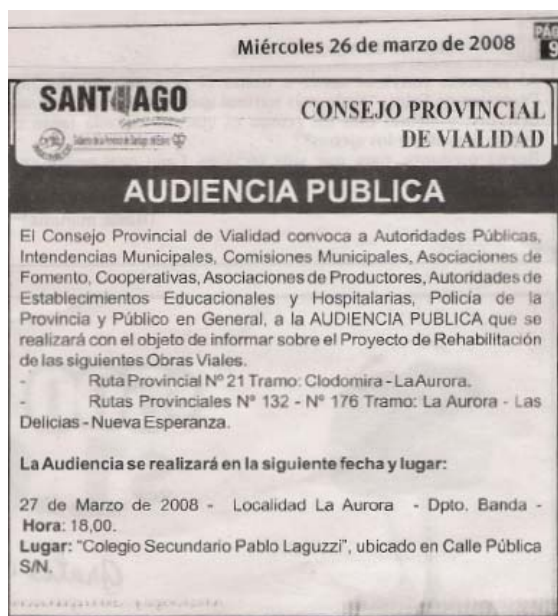 Miércoles 26 de marzo de 2008
PÁG
9
SANTIAGO
CONSEJO PROVINCIAL
DE VIALIDAD
AUDIENCIA PUBLICA
El Consejo Provincial de Vialidad convoca a Autoridades Públicas,
Intendencias Municipales, Comisiones Municipales, Asociaciones de
Fomento, Cooperativas, Asociaciones de Productores, Autoridades de
Establecimientos Educacionales y Hospitalarias, Policía de la
Provincia y Público en General, a la AUDIENCIA PUBLICA que se
realizará con el objeto de informar sobre el Proyecto de Rehabilitación
de las siguientes Obras Viales.
- Ruta Provincial Nº 21 Tramo: Clodomira - La Aurora.
- Rutas Provinciales Nº 132 - Nº 176 Tramo: La Aurora - Las
Delicias - Nueva Esperanza.
La Audiencia se realizará en la siguiente fecha y lugar:
27 de Marzo de 2008 - Localidad La Aurora - Dpto. Banda -
Hora: 18,00.
Lugar: "Colegio Secundario Pablo Laguzzi", ubicado en Calle Pública
S/N.